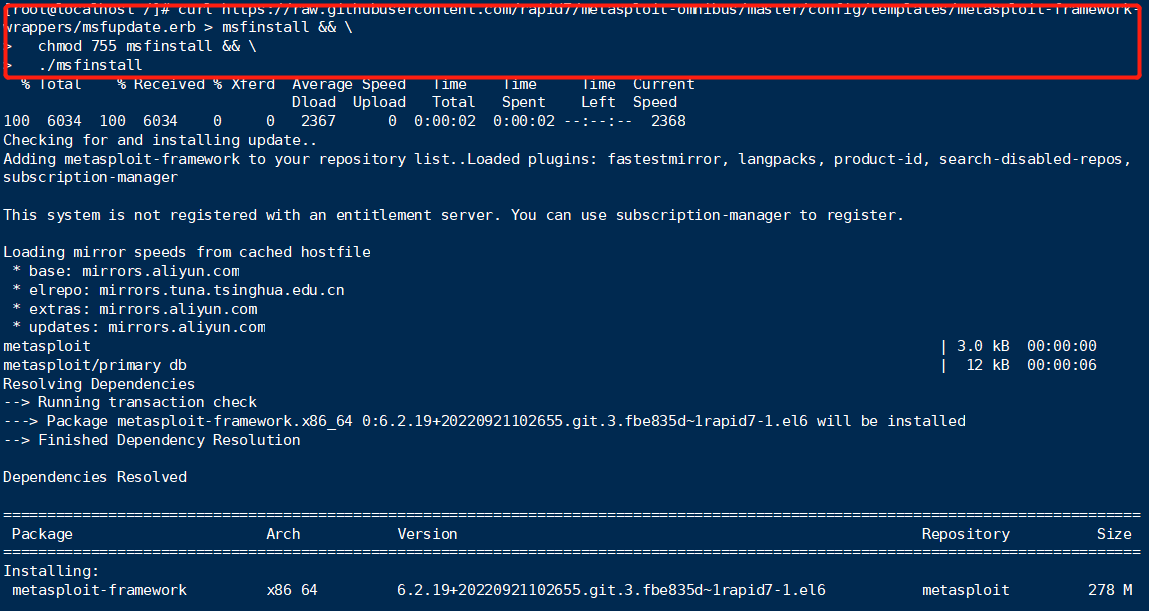 [root@localhost /]# curl https://raw.githubusercontent.com/rapid7/metasploit-omnibus/master/config/templates/metasploit-framework-
wrappers/msfupdate.erb > msfinstall && \
>   chmod 755 msfinstall && \
>   ./msfinstall
  % Total    % Received % Xferd  Average Speed   Time    Time     Time  Current
                                 Dload  Upload   Total   Spent    Left  Speed
100  6034  100  6034    0     0   2367      0  0:00:02  0:00:02 --:--:--  2368
Checking for and installing update..
Adding metasploit-framework to your repository list..Loaded plugins: fastestmirror, langpacks, product-id, search-disabled-repos,
subscription-manager
This system is not registered with an entitlement server. You can use subscription-manager to register.
Loading mirror speeds from cached hostfile
 * base: mirrors.aliyun.com
 * elrepo: mirrors.tuna.tsinghua.edu.cn
 * extras: mirrors.aliyun.com
 * updates: mirrors.aliyun.com
metasploit | 3.0 kB  00:00:00
metasploit/primary db |  12 kB  00:00:06
Resolving Dependencies
--> Running transaction check
---> Package metasploit-framework.x86_64 0:6.2.19+20220921102655.git.3.fbe835d~1rapid7-1.el6 will be installed
--> Finished Dependency Resolution
Dependencies Resolved
================================================================================
 Package Arch Version Repository Size
================================================================================
Installing:
 metasploit-framework x86 64 6.2.19+20220921102655.git.3.fbe835d~1rapid7-1.el6 metasploit 278 M